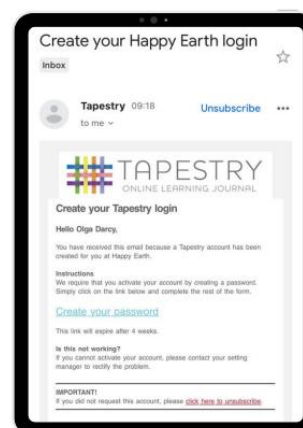 Create your Happy Earth login
Inbox
Tapestry 09:18
Unsubscribe
to me
TAPESTRY
ONLINE LEARNING JOURNAL
Create your Tapestry login
Hello Olga Darcy,
You have received this email because a Tapestry account has been
created for you at Happy Earth.
Instructions
We require that you activate your account by creating a password.
Simply click on the link below and complete the rest of the form.
Create your password
This link will expire after 4 weeks.
Is this not working?
If you cannot activate your account, please contact your setting
manager to rectify the problem.
IMPORTANT!
If you did not request this account, please click here to unsubscribe.